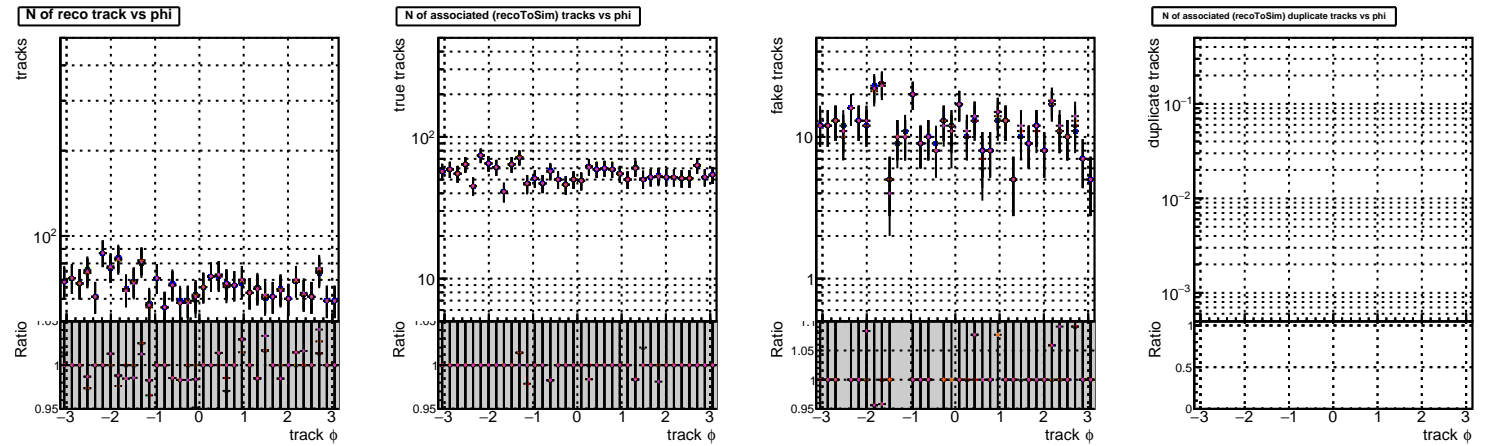 N of reco track vs phi
tracks
10²
Ratio
1.05
1
0.95
−3 −2 −1 0 1 2 3
track ϕ
N of associated (recoToSim) tracks vs phi
true tracks
10²
10
Ratio
1
0.95
−3 −2 −1 0 1 2 3
track ϕ
fake tracks
10
1
Ratio
1.1
1.05
1
0.95
−3 −2 −1 0 1 2 3
track ϕ
N of associated (recoToSim) duplicate tracks vs phi
duplicate tracks
10⁻¹
10⁻²
10⁻³
Ratio
1
0.5
0
−3 −2 −1 0 1 2 3
track ϕ